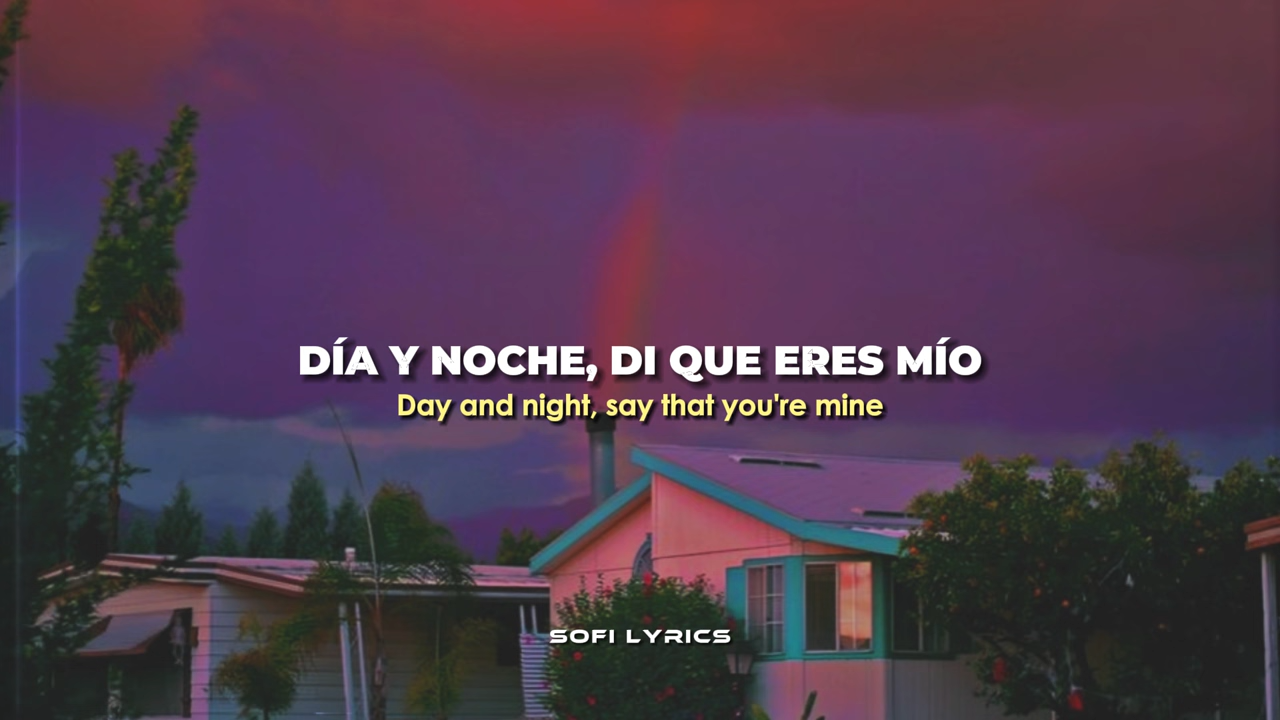 DÍA Y NOCHE, DI QUE ERES MÍO
Day and night, say that you're mine
SOFI LYRICS